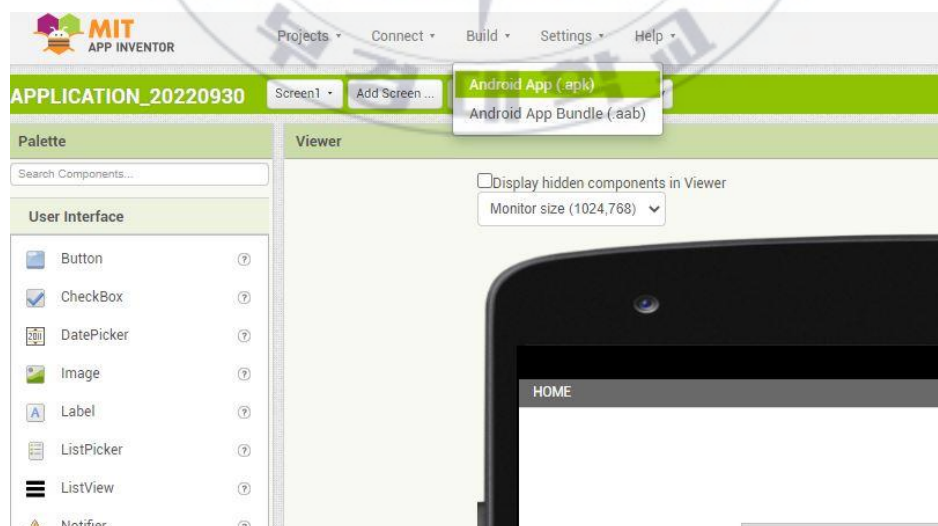 MIT
APP INVENTOR
Projects Connect Build Settings Help
APPLICATION_20220930 Screen1 Add Screen ...
Android App (.apk)
Android App Bundle (.aab)
Palette
Viewer
Search Components...
Display hidden components in Viewer
Monitor size (1024,768)
User Interface
Button
CheckBox
DatePicker
Image
Label
ListPicker
ListView
Notifier
HOME